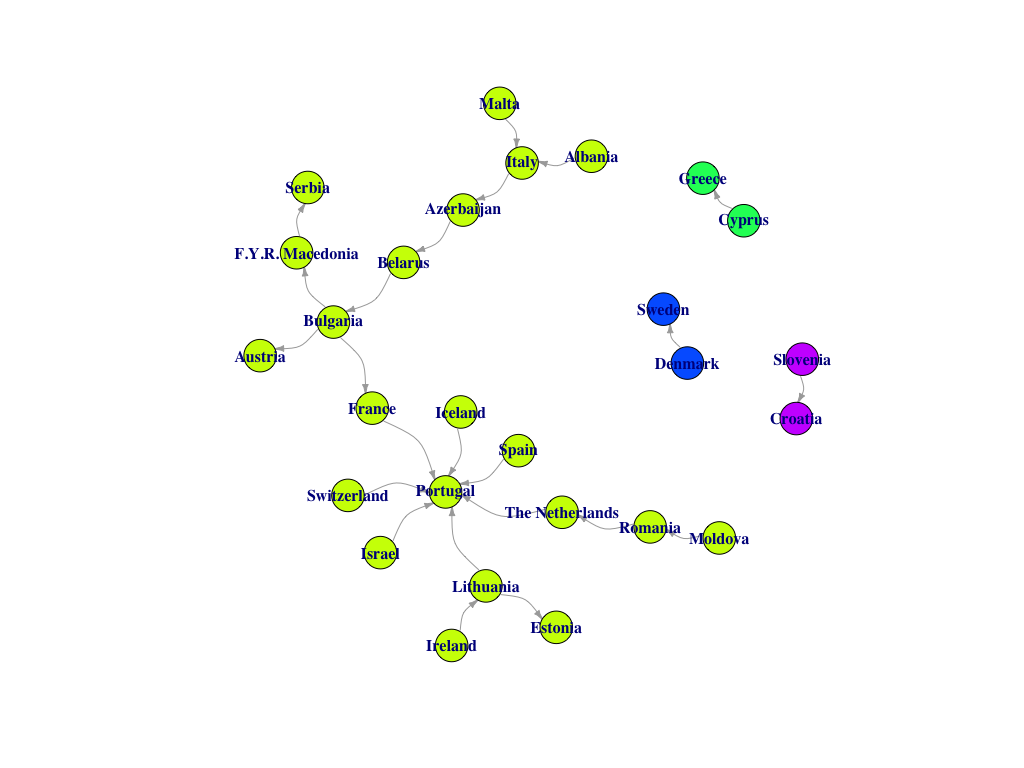 Malta
Italy
Albania
Greece
Serbia
Azerbaijan
Cyprus
F.Y.R. Macedonia
Belarus
Sweden
Bulgaria
Austria
Denmark
Slovenia
France
Iceland
Croatia
Spain
Switzerland
Portugal
The Netherlands
Romania
Moldova
Israel
Lithuania
Estonia
Ireland